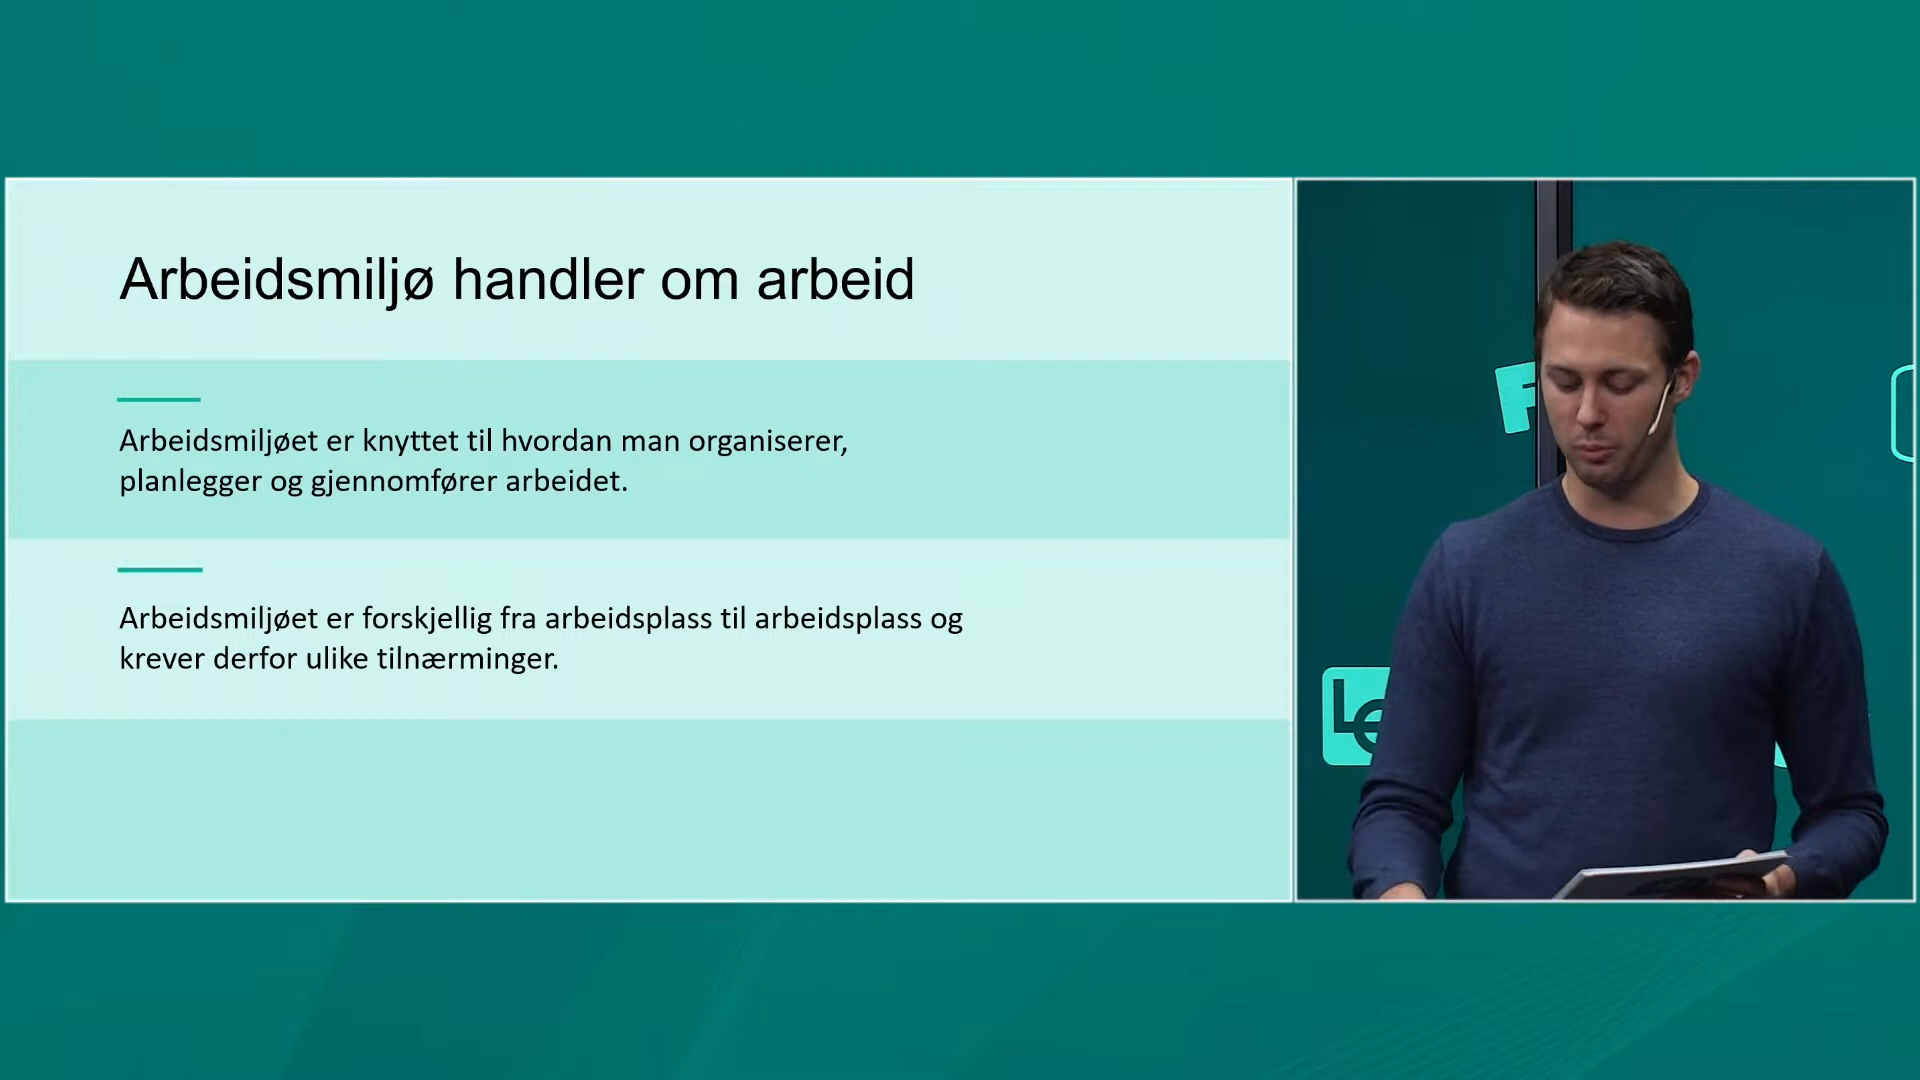 Arbeidsmiljø handler om arbeid
Arbeidsmiljøet er knyttet til hvordan man organiserer,
planlegger og gjennomfører arbeidet.
Arbeidsmiljøet er forskjellig fra arbeidsplass til arbeidsplass og
krever derfor ulike tilnærminger.
F